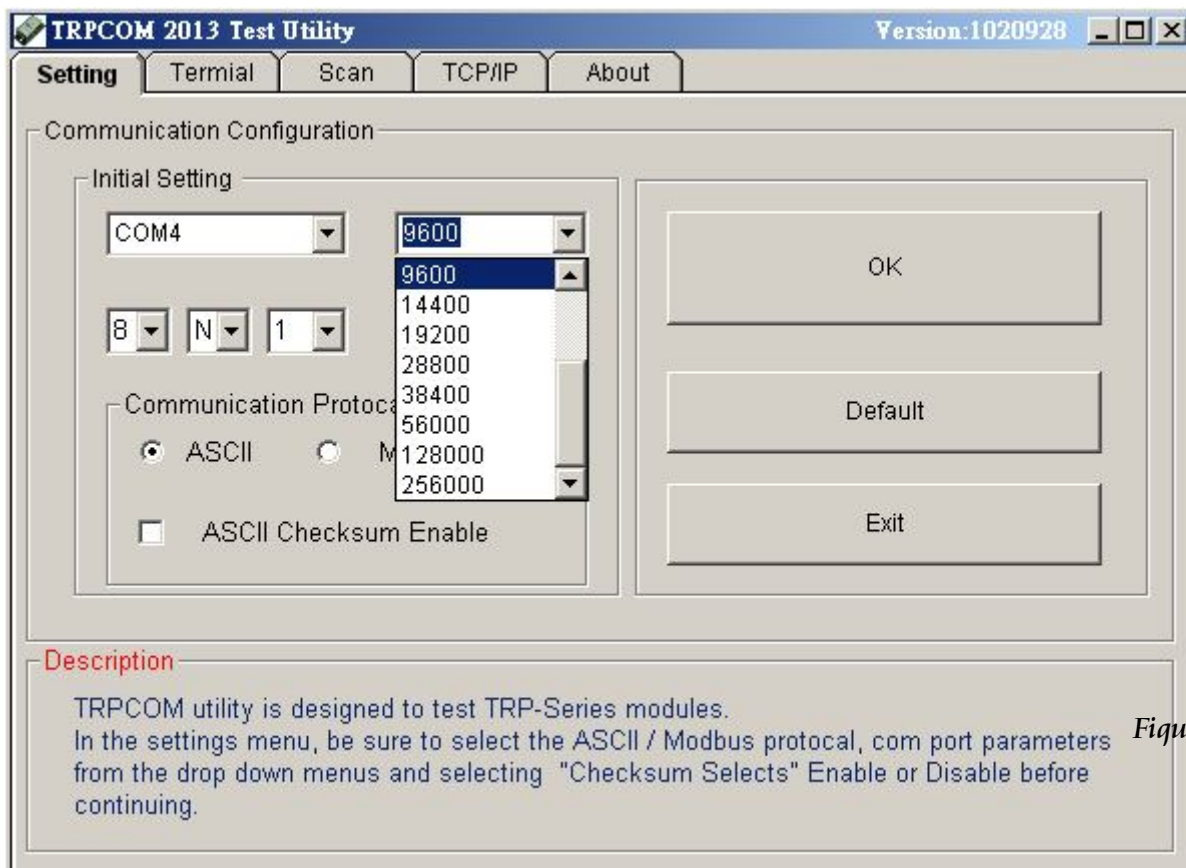 TRPCOM 2013 Test Utility Version:1020928
Setting Termial Scan TCP/IP About
Communication Configuration
Initial Setting
COM4 9600
9600
14400
19200
28800
38400
56000
128000
256000
8 N 1
Communication Protoca
ASCII M
ASCII Checksum Enable
OK
Default
Exit
Description
TRPCOM utility is designed to test TRP-Series modules.
In the settings menu, be sure to select the ASCII / Modbus protocal, com port parameters
from the drop down menus and selecting "Checksum Selects" Enable or Disable before
continuing.
Figu